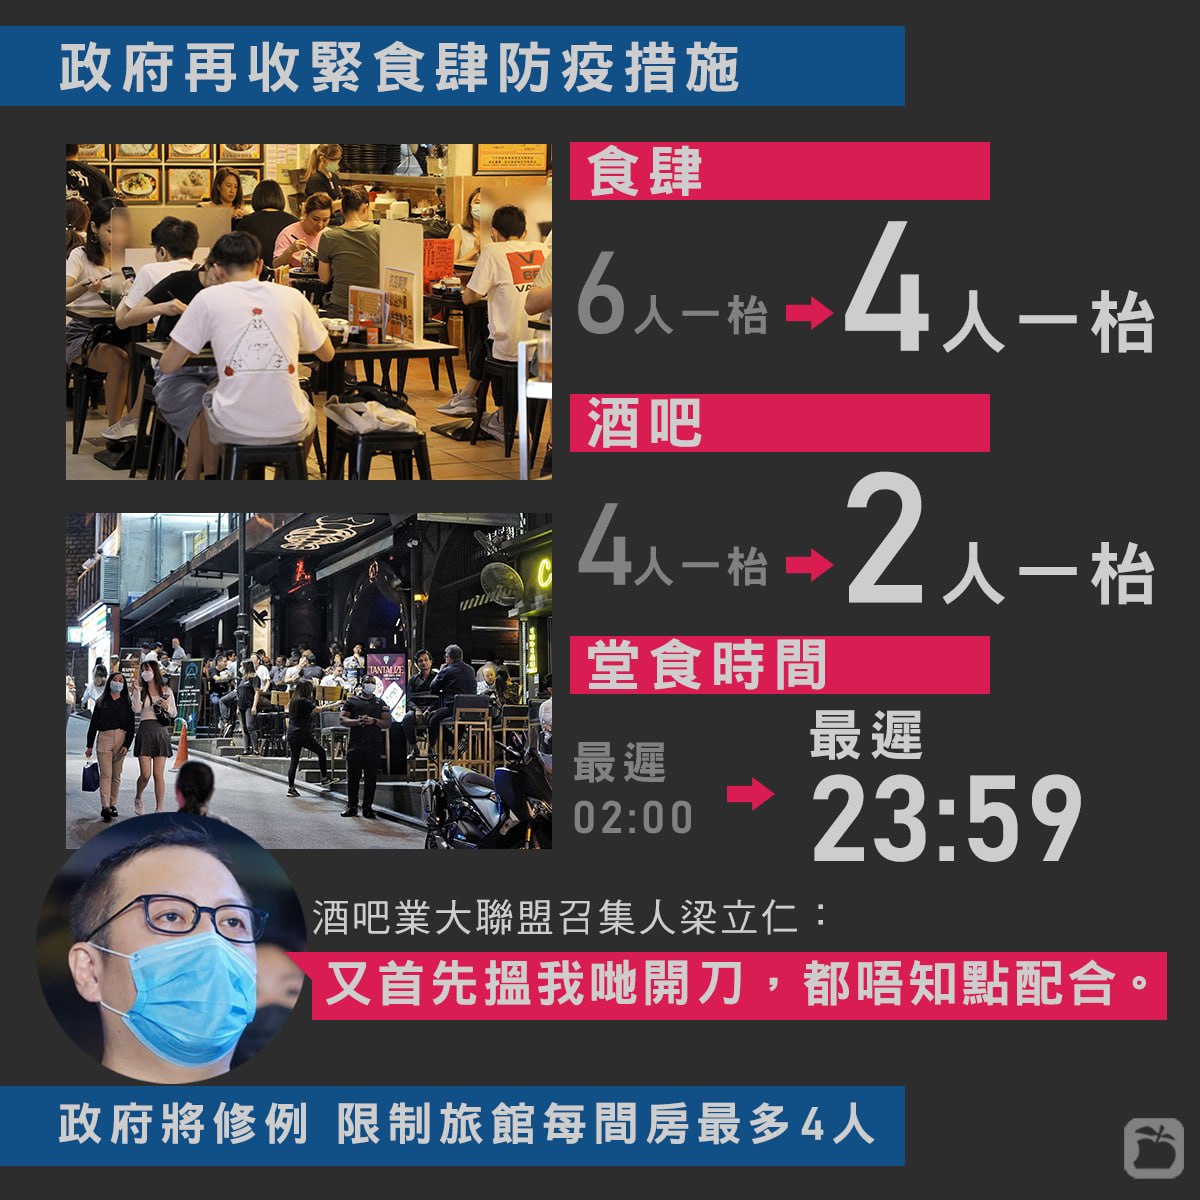 政府再收緊食肆防疫措施
食肆
6人一枱
4人一枱
酒吧
4人一枱
2人一枱
堂食時間
最遲
02:00
最遲
23:59
TANTALIZE
酒吧業大聯盟召集人梁立仁：
又首先搵我哋開刀，都唔知點配合。
政府將修例 限制旅館每間房最多4人